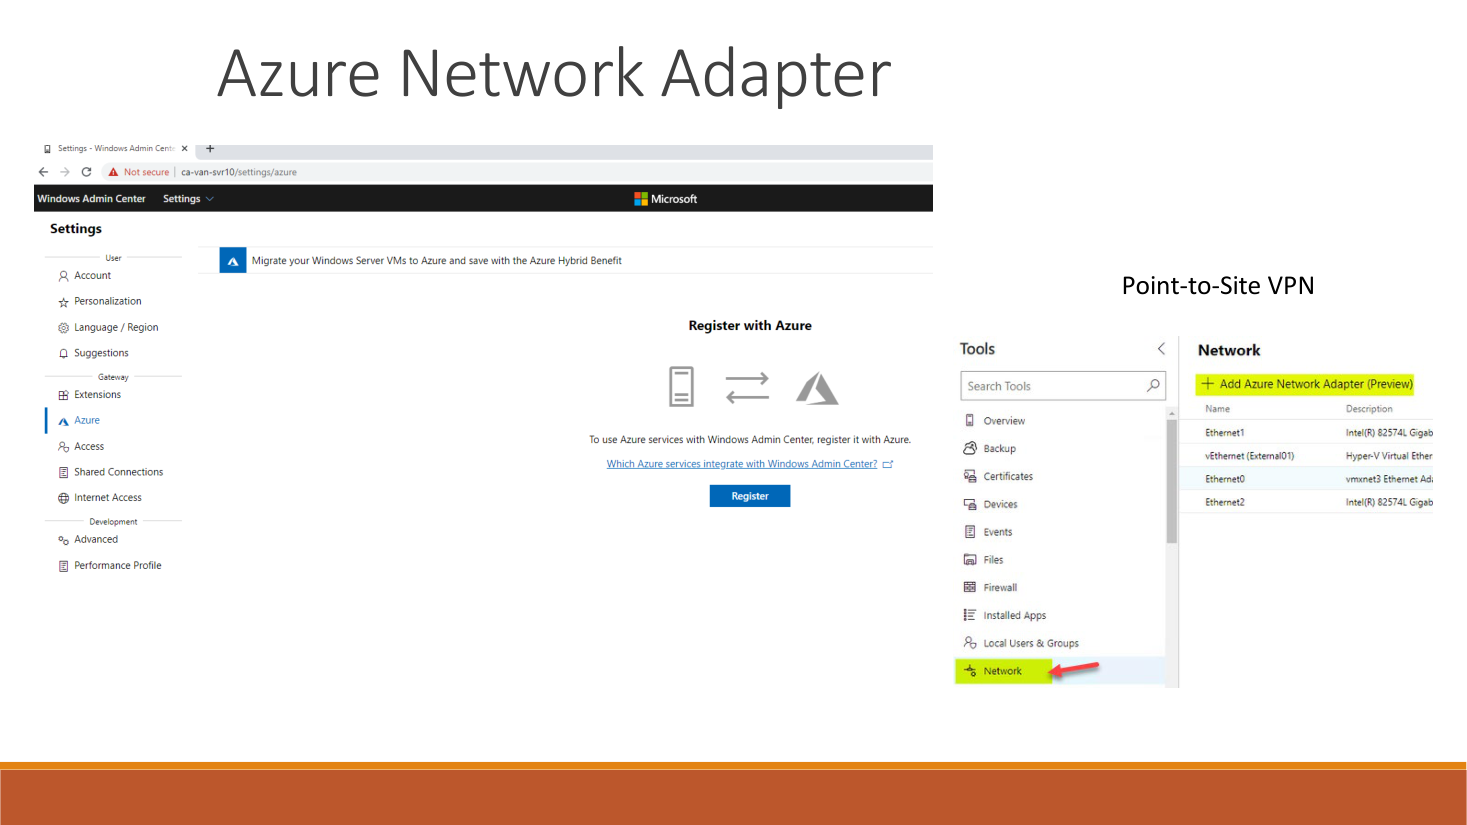 Azure Network Adapter
Settings - Windows Admin Cente
Not secure | ca-van-svr10/settings/azure
Windows Admin Center Settings
Microsoft
Settings
User
Account
Personalization
Language / Region
Suggestions
Gateway
Extensions
Azure
Access
Shared Connections
Internet Access
Development
Advanced
Performance Profile
Migrate your Windows Server VMs to Azure and save with the Azure Hybrid Benefit
Register with Azure
To use Azure services with Windows Admin Center, register it with Azure.
Which Azure services integrate with Windows Admin Center?
Register
Point-to-Site VPN
Tools
Search Tools
Overview
Backup
Certificates
Devices
Events
Files
Firewall
Installed Apps
Local Users & Groups
Network
Network
Add Azure Network Adapter (Preview)
Name Description
Ethernet1 Intel(R) 82574L Gigab
vEthernet (External01) Hyper-V Virtual Ether
Ethernet0 vmxnet3 Ethernet Ada
Ethernet2 Intel(R) 82574L Gigab